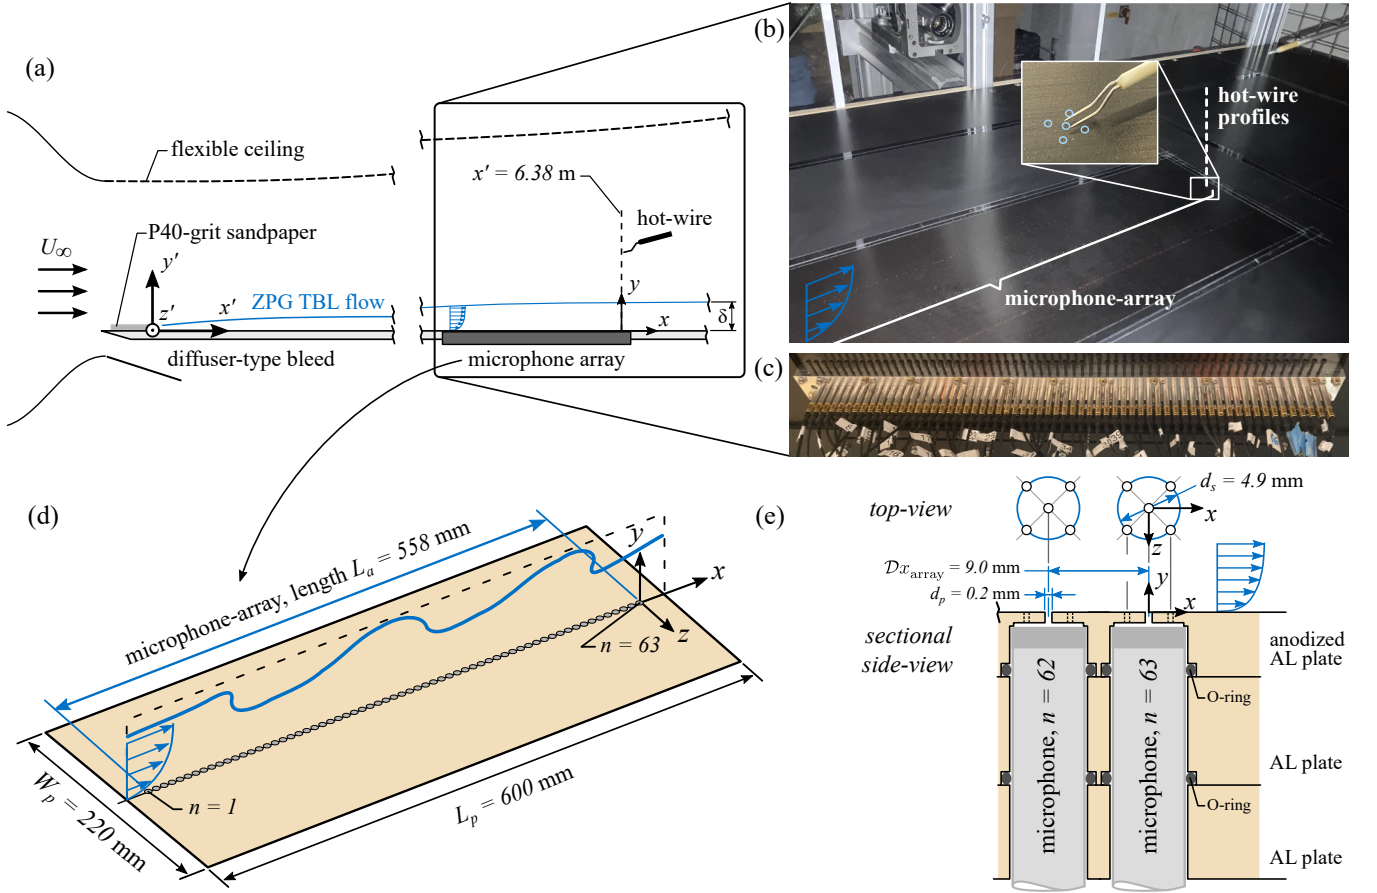 (a)
flexible ceiling
x′ = 6.38 m
hot-wire
P40-grit sandpaper
U∞
y′
z′
x′
ZPG TBL flow
y
x
δ
diffuser-type bleed
microphone array
(b)
hot-wire
profiles
microphone-array
(c)
(d)
microphone-array, length La = 558 mm
y
x
z
n = 63
n = 1
Wp = 220 mm
Lp = 600 mm
(e)
top-view
ds = 4.9 mm
x
z
𝒟xarray = 9.0 mm
dp = 0.2 mm
y
x
sectional
side-view
microphone, n = 62
microphone, n = 63
anodized
AL plate
O-ring
AL plate
O-ring
AL plate